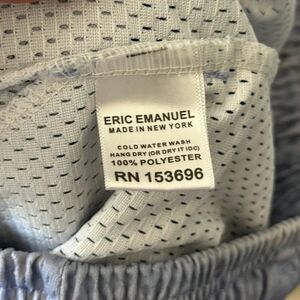 ERIC EMANUEL
MADE IN NEW YORK
COLD WATER WASH
HANG DRY (OR DRY IT IDC)
100% POLYESTER
RN 153696